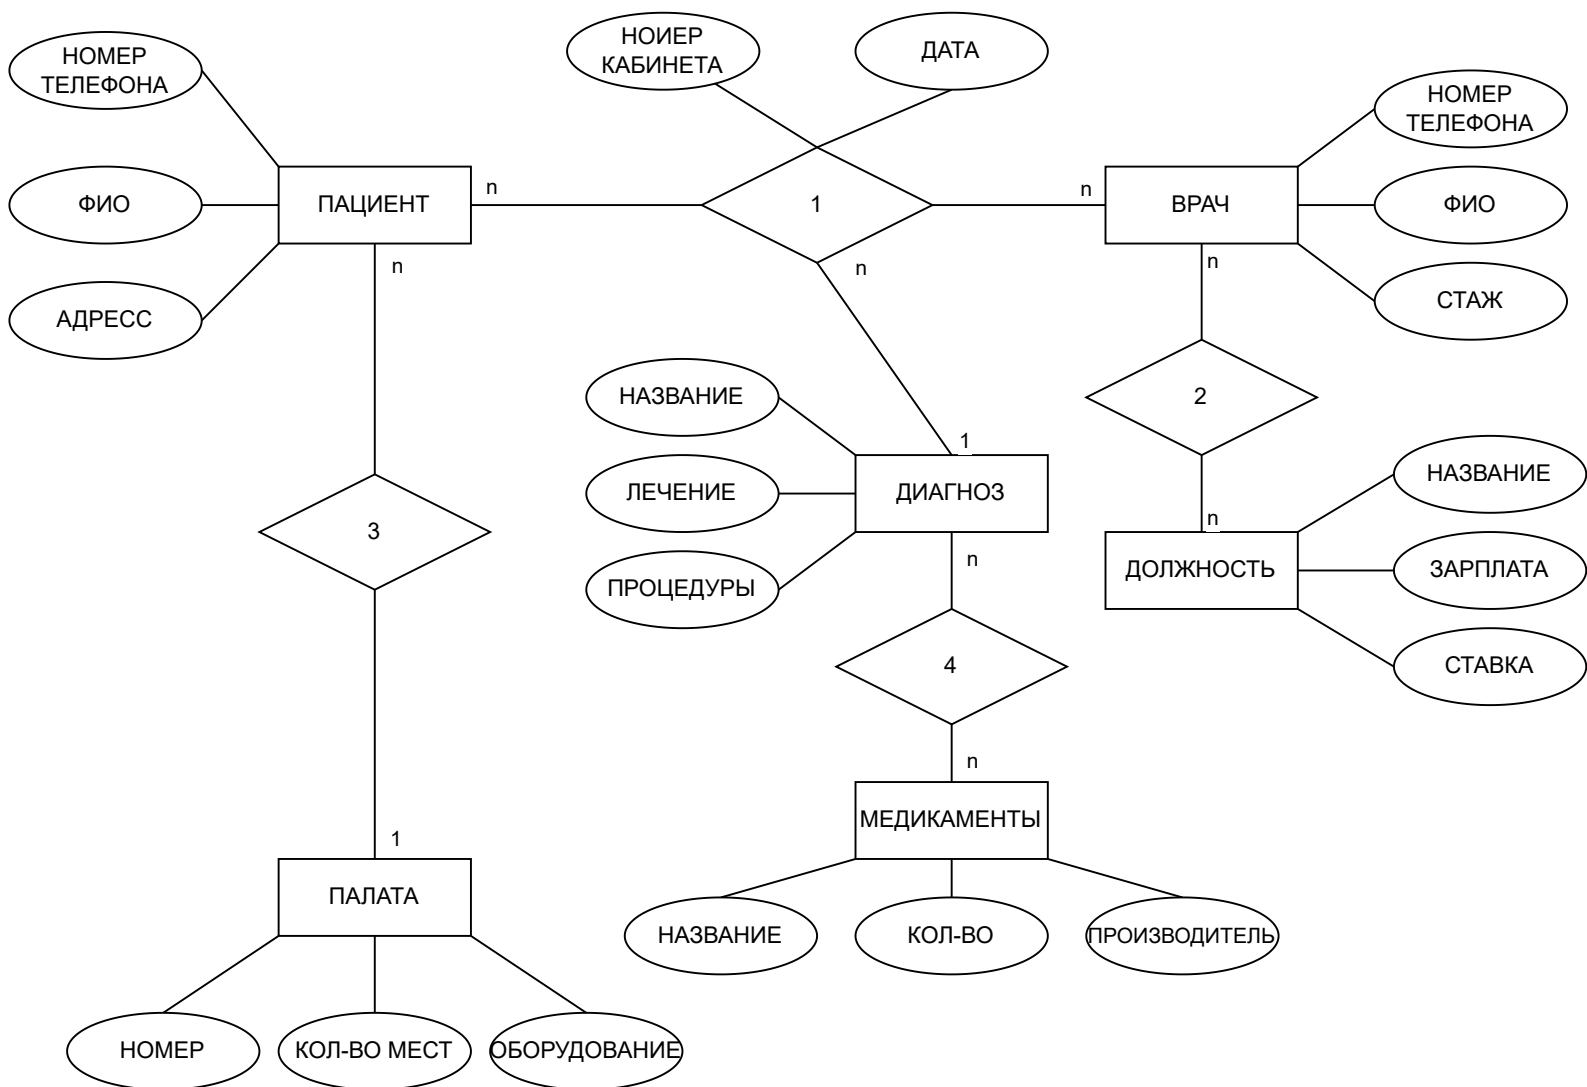 НОМЕР
ТЕЛЕФОНА
НОИЕР
КАБИНЕТА
ДАТА
НОМЕР
ТЕЛЕФОНА
ФИО
ПАЦИЕНТ
n
1
n
ВРАЧ
ФИО
n
n
n
АДРЕСС
СТАЖ
НАЗВАНИЕ
2
1
НАЗВАНИЕ
ЛЕЧЕНИЕ
ДИАГНОЗ
n
3
n
ДОЛЖНОСТЬ
ЗАРПЛАТА
ПРОЦЕДУРЫ
4
СТАВКА
n
МЕДИКАМЕНТЫ
1
ПАЛАТА
НАЗВАНИЕ
КОЛ-ВО
ПРОИЗВОДИТЕЛЬ
НОМЕР
КОЛ-ВО МЕСТ
ОБОРУДОВАНИЕ